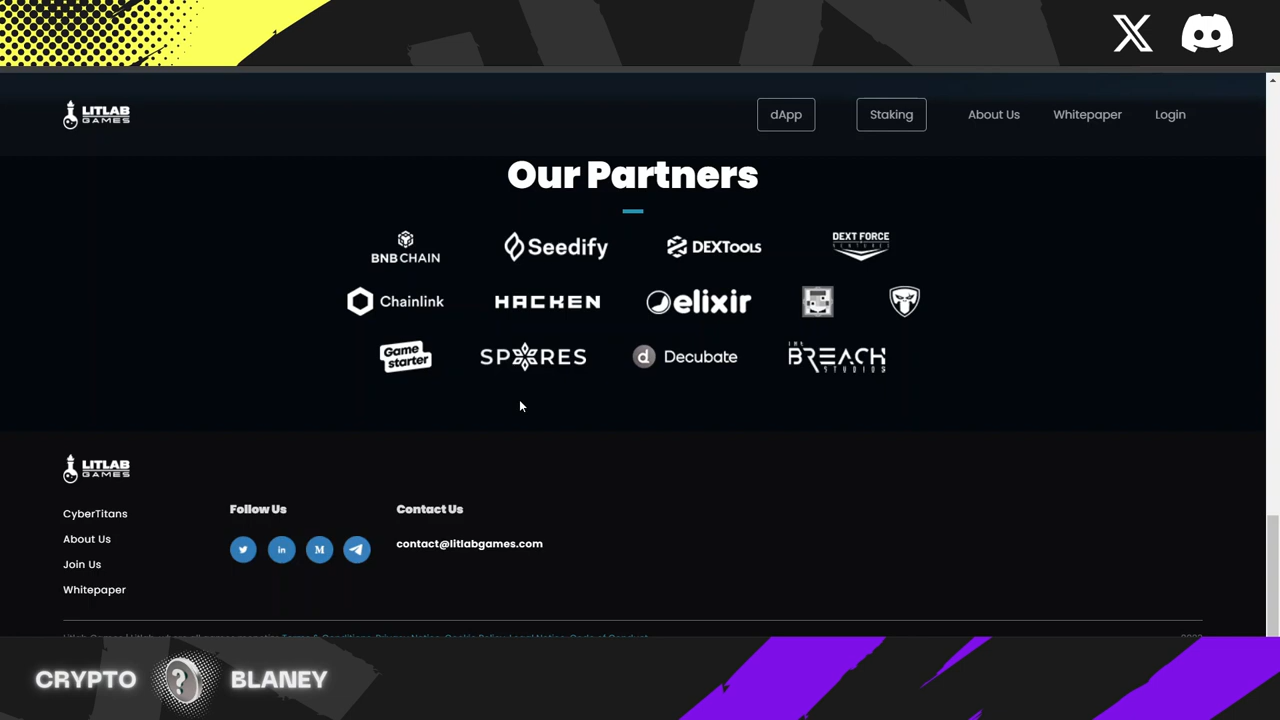 LITLAB
GAMES
dApp
Staking
About Us
Whitepaper
Login
Our Partners
BNB CHAIN
Seedify
DEXTools
DEXT FORCE
VENTURES
Chainlink
HACKEN
elixir
Game
starter
SPORES
Decubate
THE
BREACH
STUDIOS
LITLAB
GAMES
CyberTitans
About Us
Join Us
Whitepaper
Follow Us
Contact Us
contact@litlabgames.com
CRYPTO
?
BLANEY